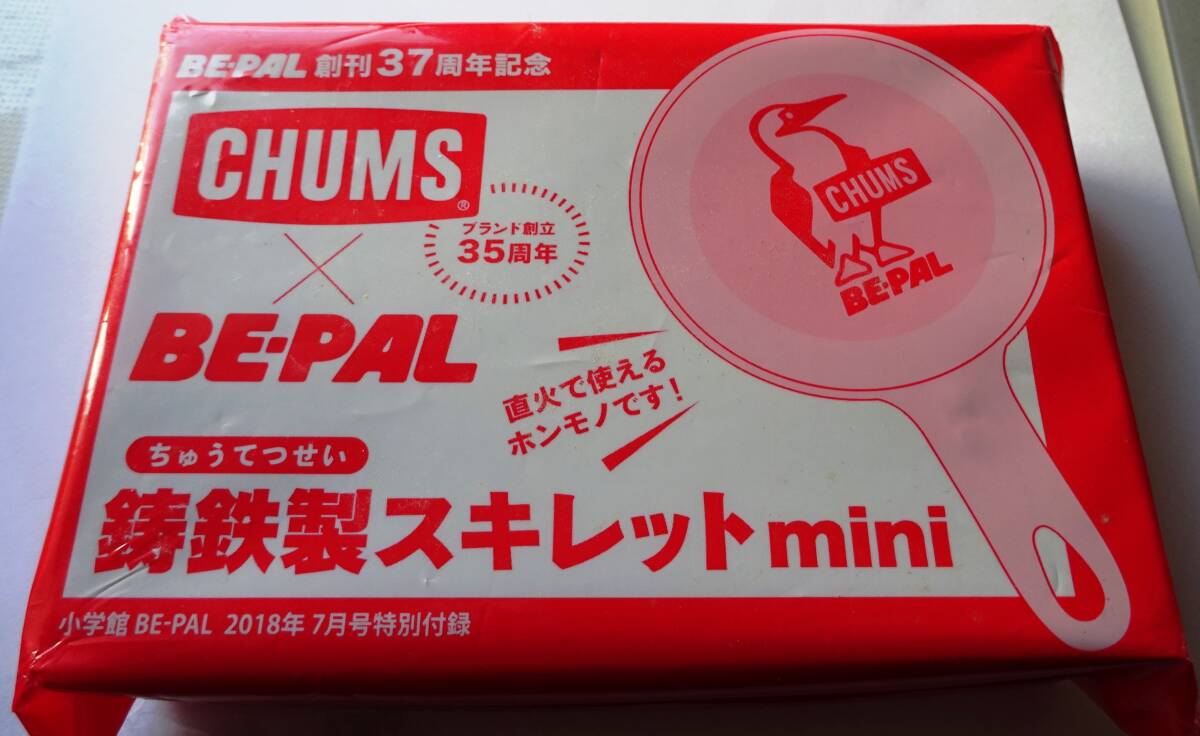 BE-PAL 創刊37周年記念
CHUMS®
×
ブランド創立
35周年
BE-PAL
直火で使える
ホンモノです!
ちゅうてつせい
鋳鉄製スキレットmini
小学館 BE-PAL 2018年 7月号特別付録
CHUMS
BE-PAL